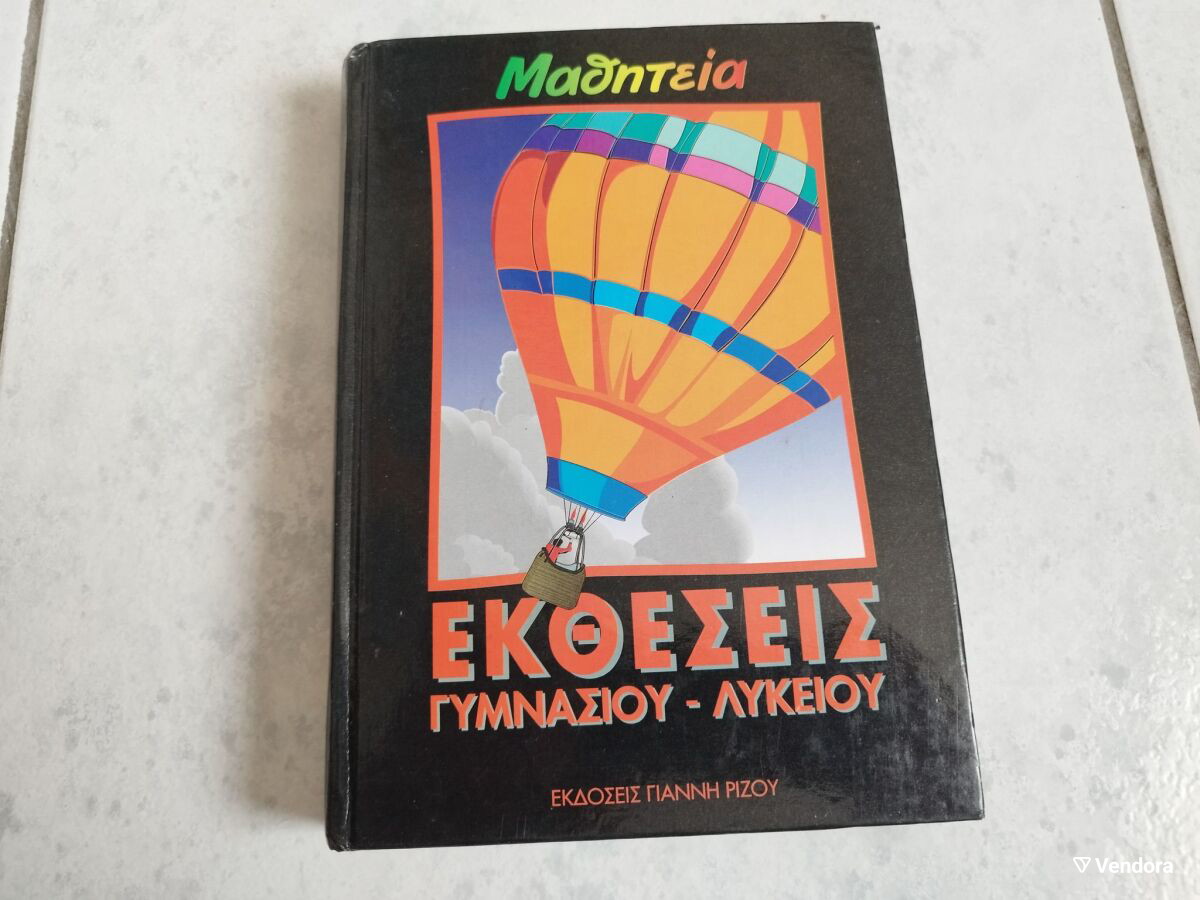 Μαθητεία
ΕΚΘΕΣΕΙΣ
ΓΥΜΝΑΣΙΟΥ - ΛΥΚΕΙΟΥ
ΕΚΔΟΣΕΙΣ ΓΙΑΝΝΗ ΡΙΖΟΥ
Vendora